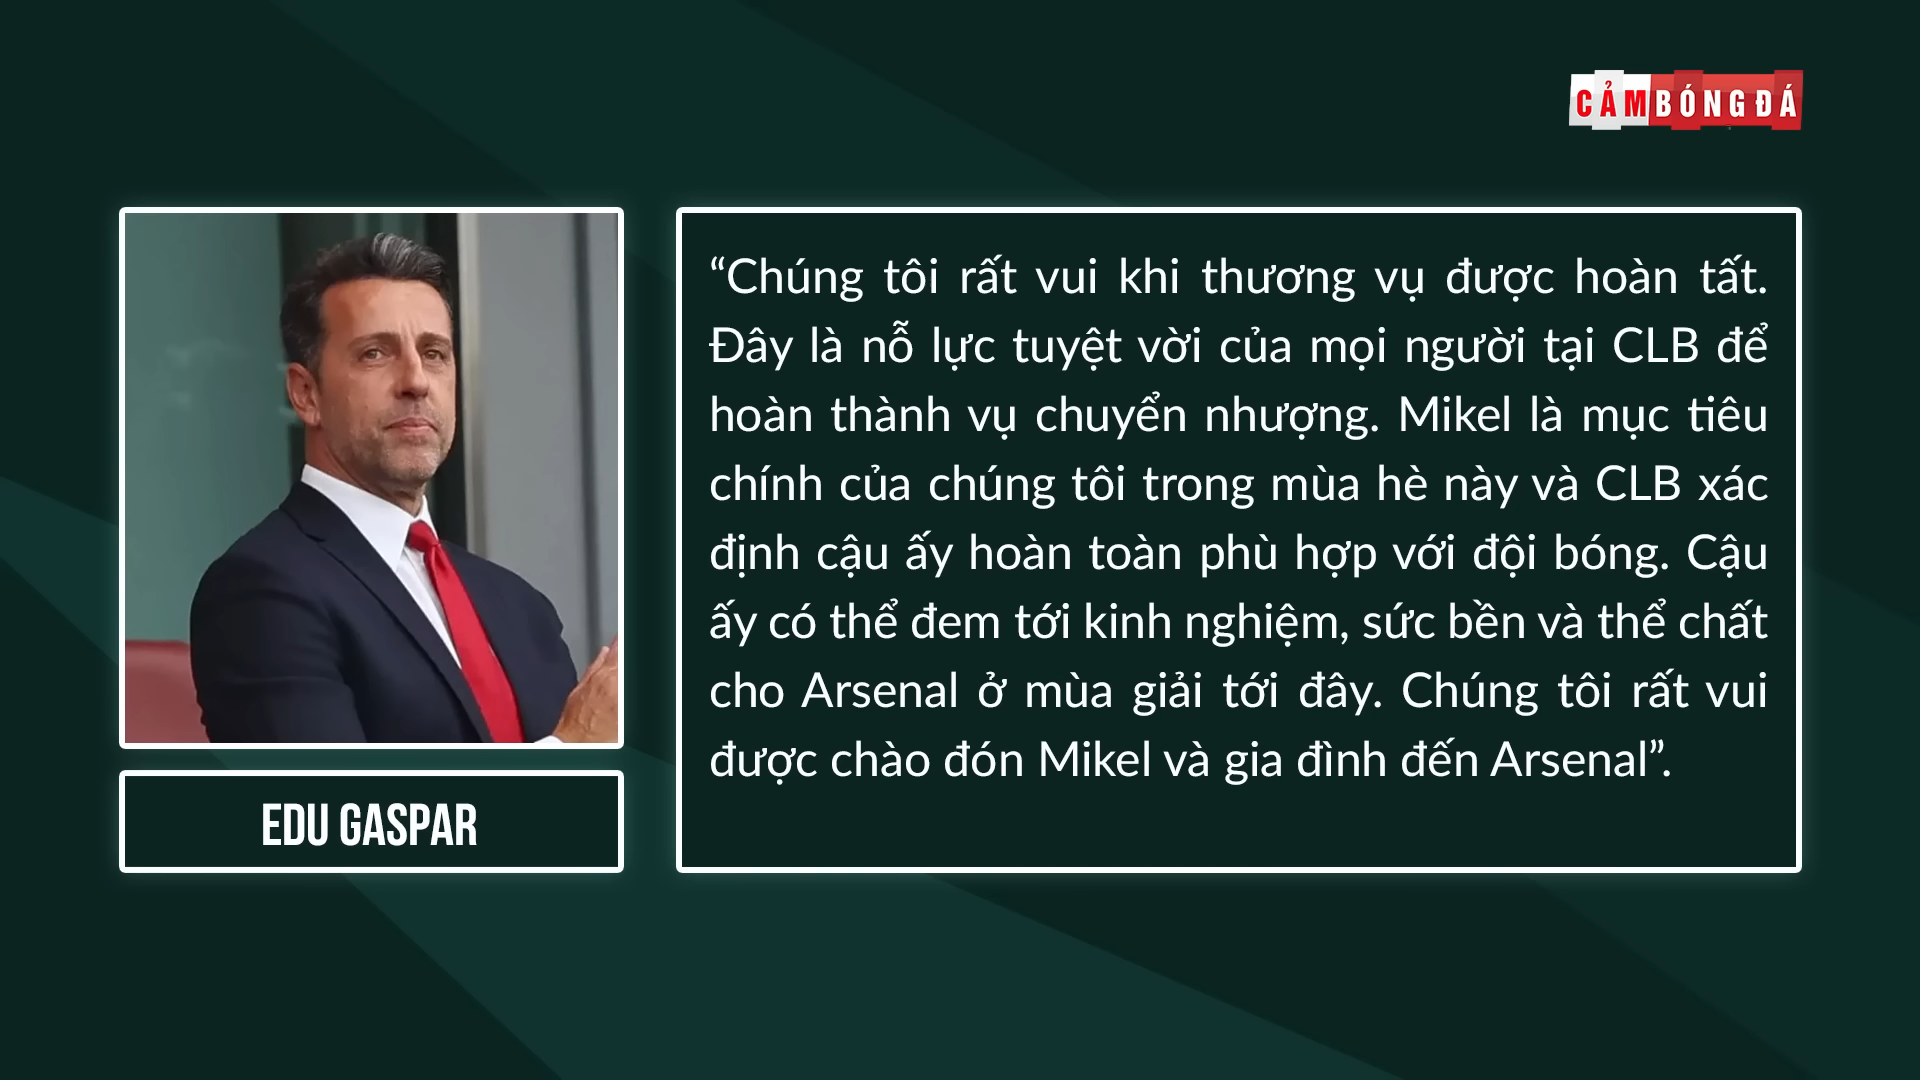 CẢMBÓNGĐÁ
“Chúng tôi rất vui khi thương vụ được hoàn tất.
Đây là nỗ lực tuyệt vời của mọi người tại CLB để
hoàn thành vụ chuyển nhượng. Mikel là mục tiêu
chính của chúng tôi trong mùa hè này và CLB xác
định cậu ấy hoàn toàn phù hợp với đội bóng. Cậu
ấy có thể đem tới kinh nghiệm, sức bền và thể chất
cho Arsenal ở mùa giải tới đây. Chúng tôi rất vui
được chào đón Mikel và gia đình đến Arsenal”.
EDU GASPAR